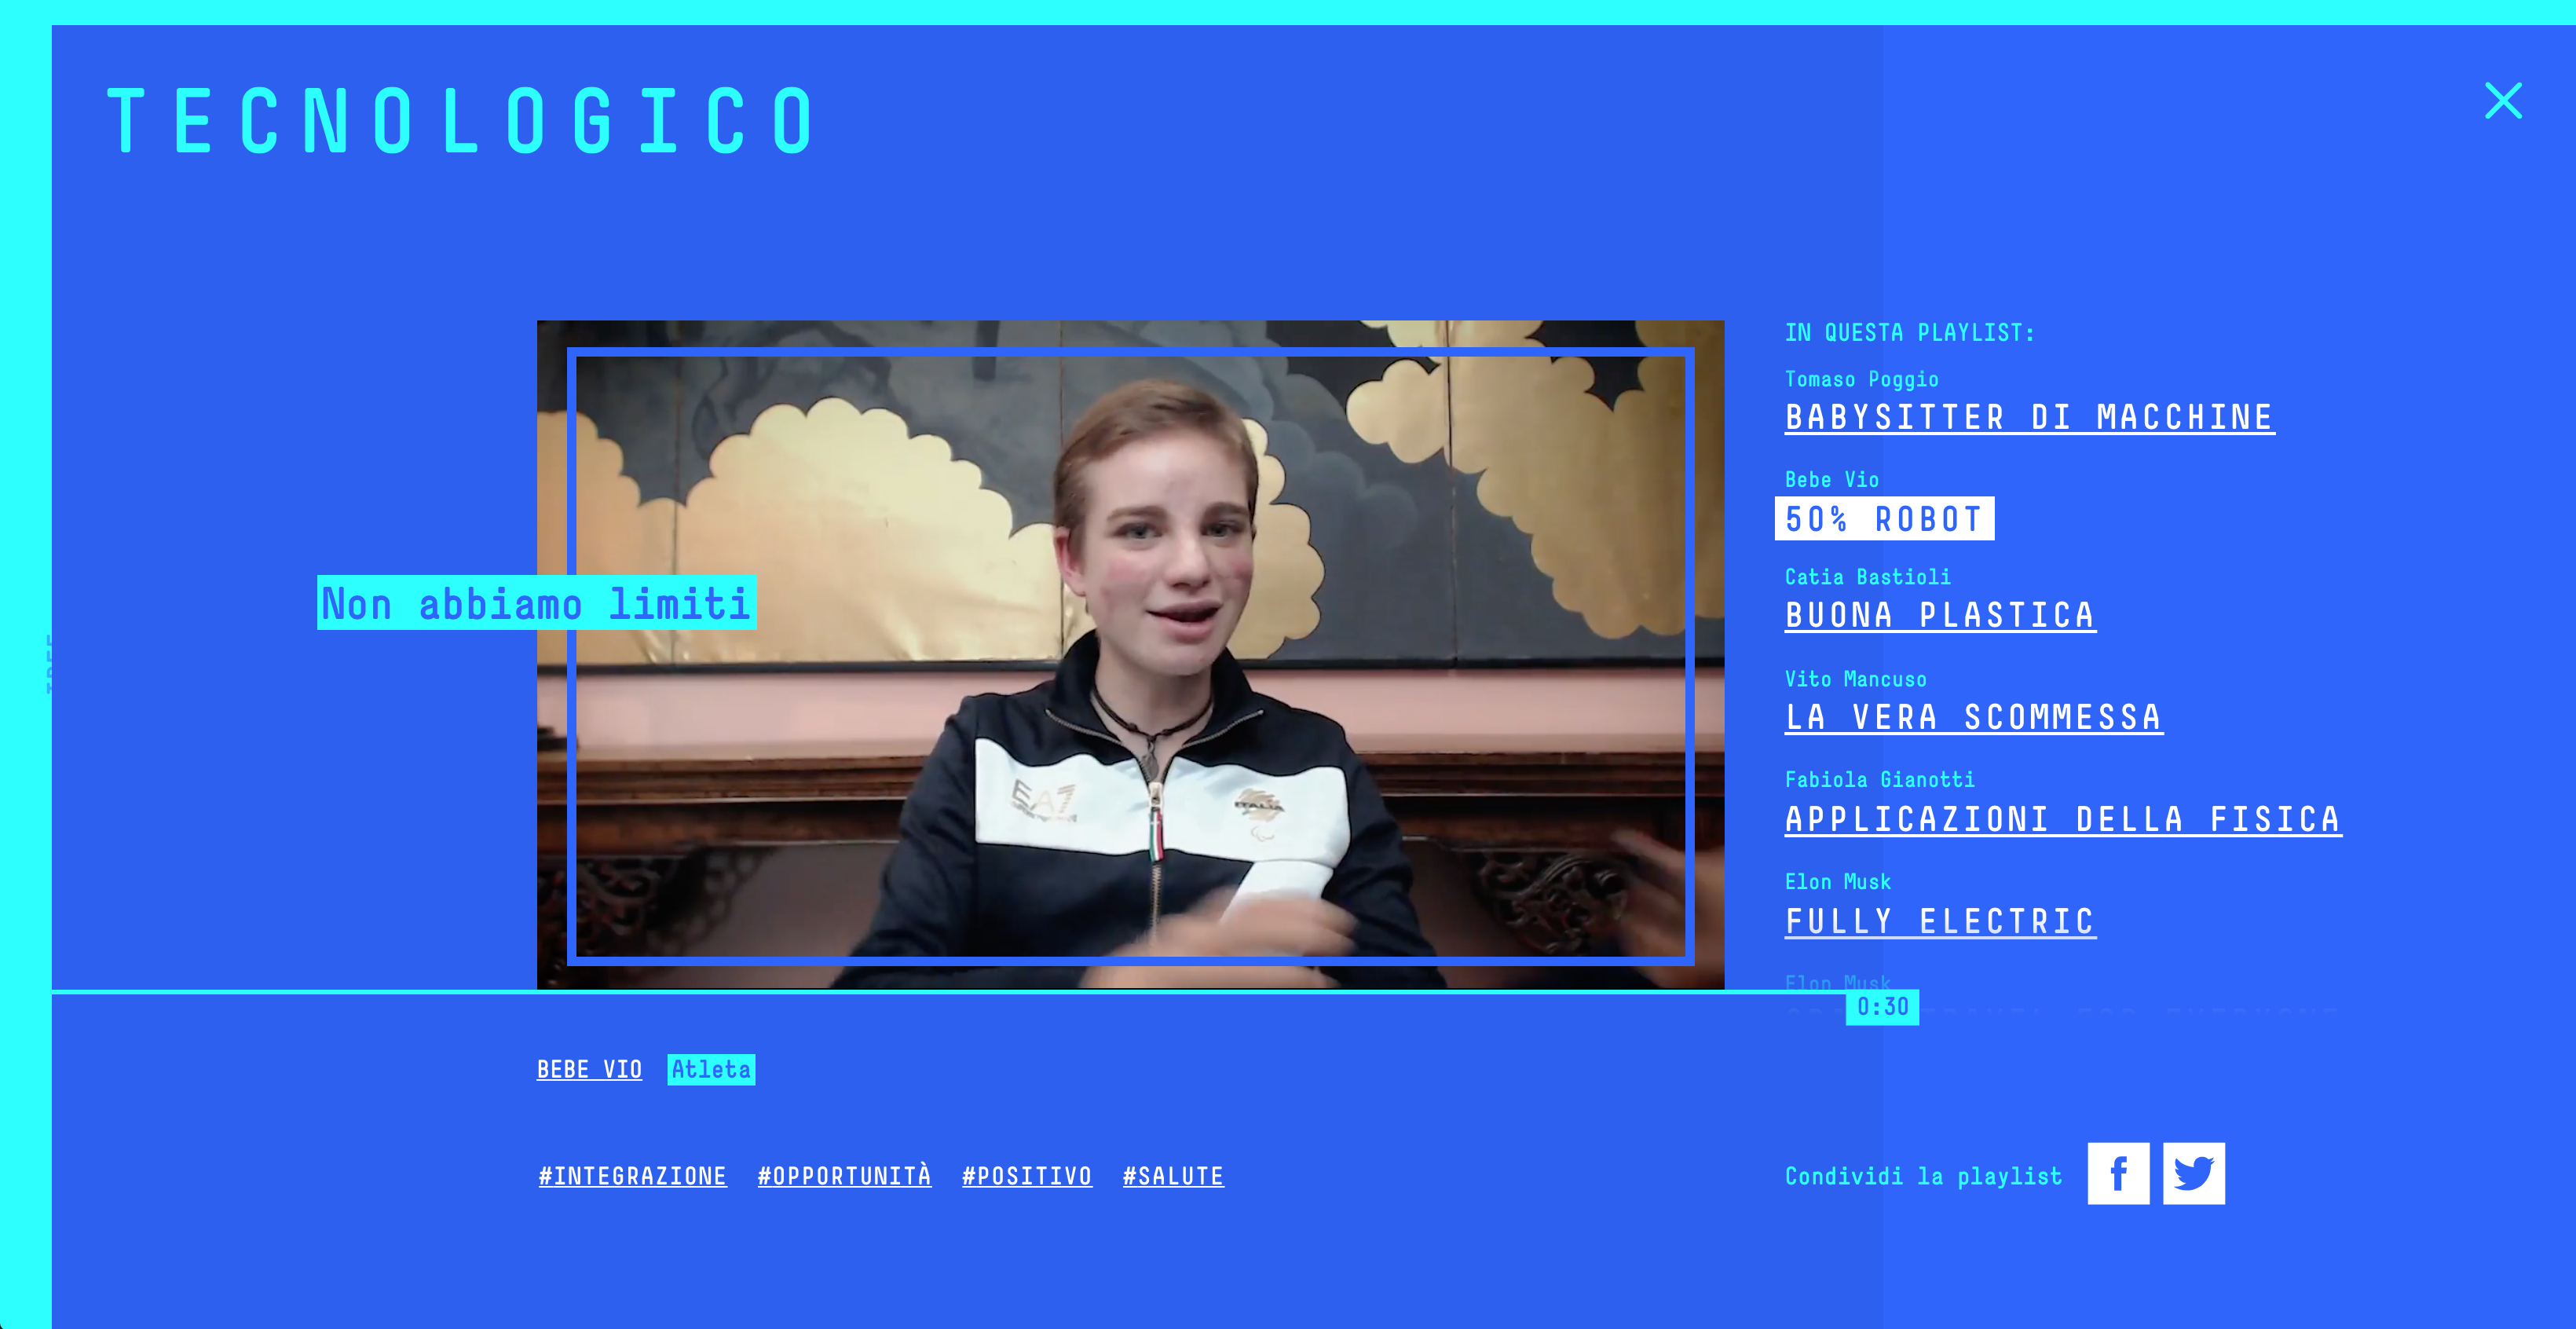 TECNOLOGICO
IN QUESTA PLAYLIST:
Tomaso Poggio
BABYSITTER DI MACCHINE
Bebe Vio
50% ROBOT
Catia Bastioli
BUONA PLASTICA
Vito Mancuso
LA VERA SCOMMESSA
Fabiola Gianotti
APPLICAZIONI DELLA FISICA
Elon Musk
FULLY ELECTRIC
Elon Musk
Non abbiamo limiti
EA7
ITALIA
0:30
BEBE VIO Atleta
#INTEGRAZIONE #OPPORTUNITÀ #POSITIVO #SALUTE
Condividi la playlist